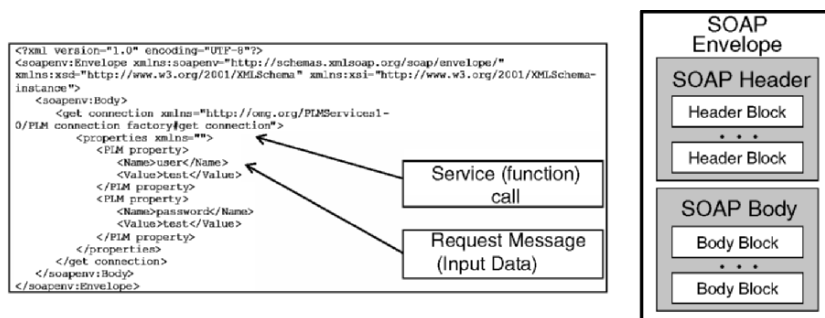 <?xml version="1.0" encoding="UTF-8"?>
<soapenv:Envelope xmlns:soapenv="http://schemas.xmlsoap.org/soap/envelope/"
xmlns:xsd="http://www.w3.org/2001/XMLSchema" xmlns:xsi="http://www.w3.org/2001/XMLSchema-
instance">
<soapenv:Body>
<get connection xmlns="http://omg.org/PLMServices1-
0/PLM connection factory#get connection">
<properties xmlns="">
<PLM property>
<Name>user</Name>
<Value>test</Value>
</PLM property>
<PLM property>
<Name>password</Name>
<Value>test</Value>
</PLM property>
</properties>
</get connection>
</soapenv:Body>
</soapenv:Envelope>
Service (function)
call
Request Message
(Input Data)
SOAP
Envelope
SOAP Header
Header Block
. . .
Header Block
SOAP Body
Body Block
. . .
Body Block